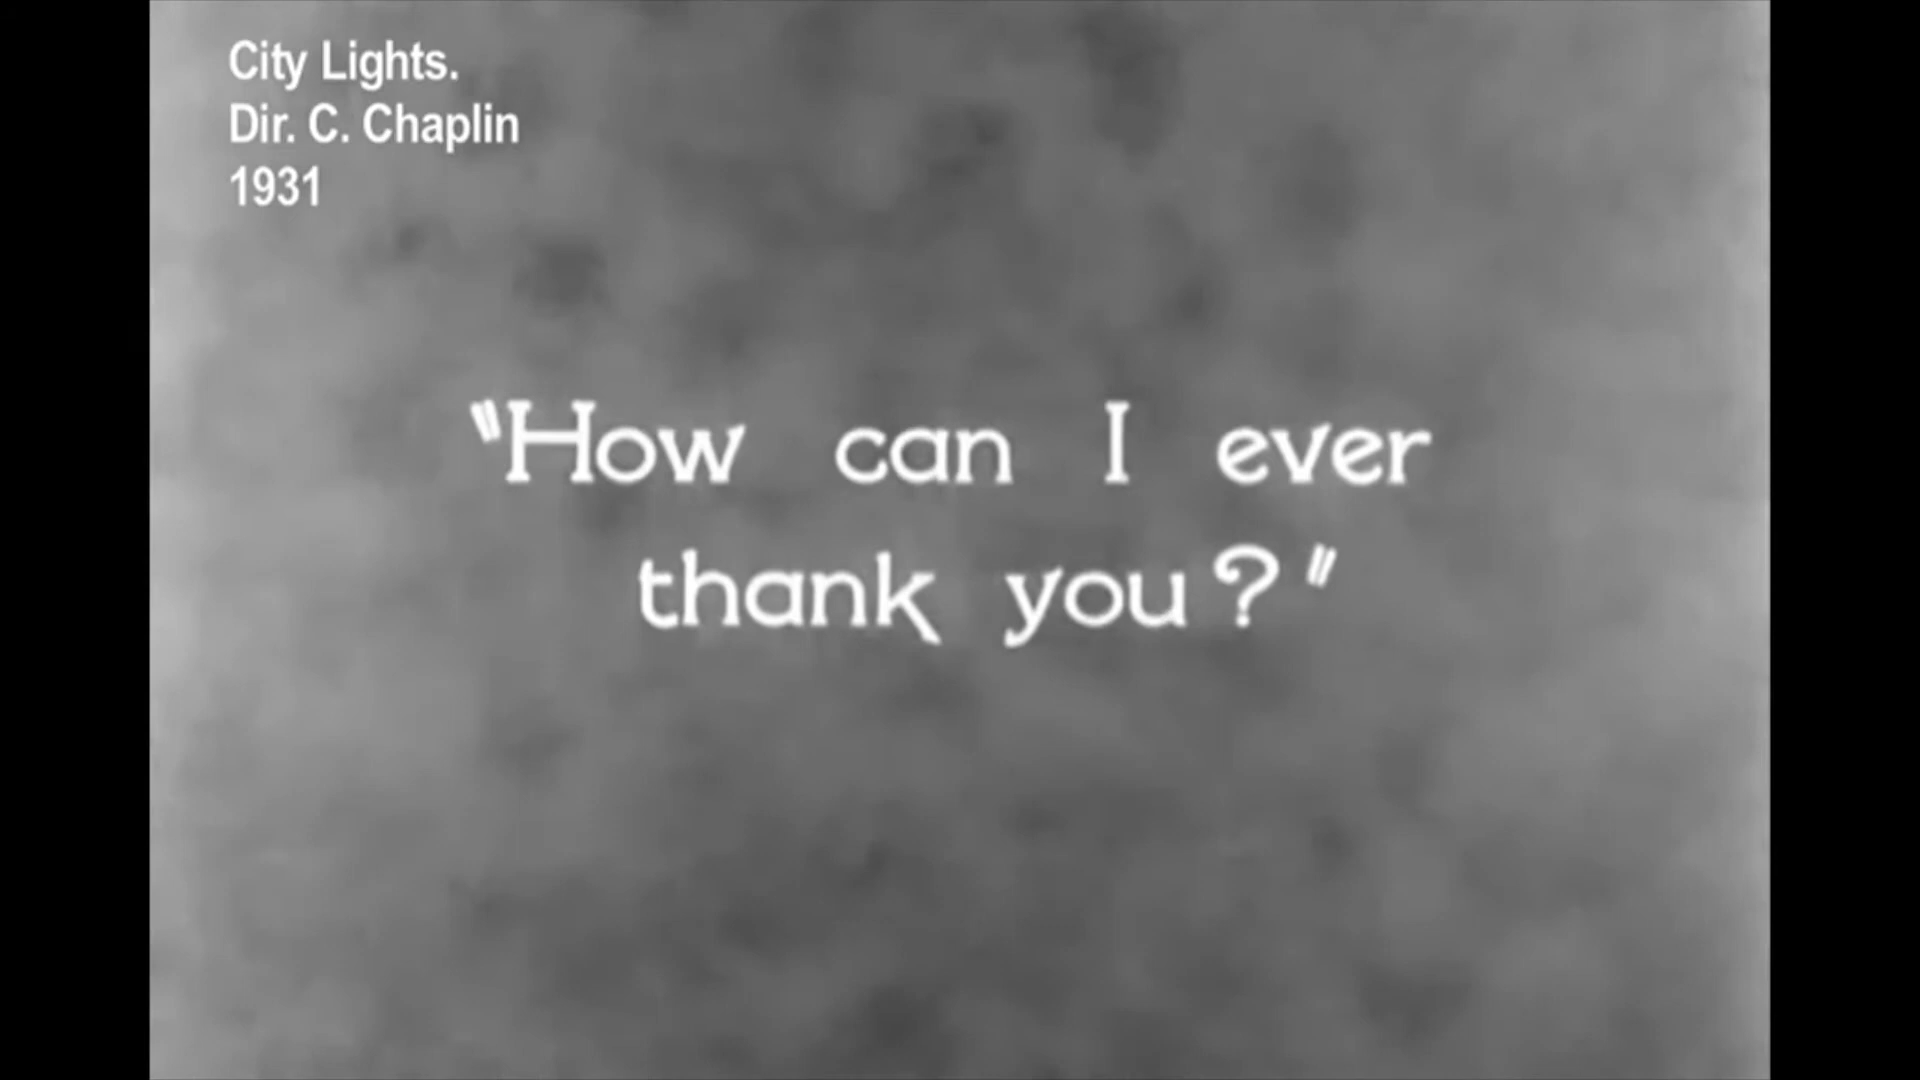 City Lights.
Dir. C. Chaplin
1931
"How can I ever
thank you?"